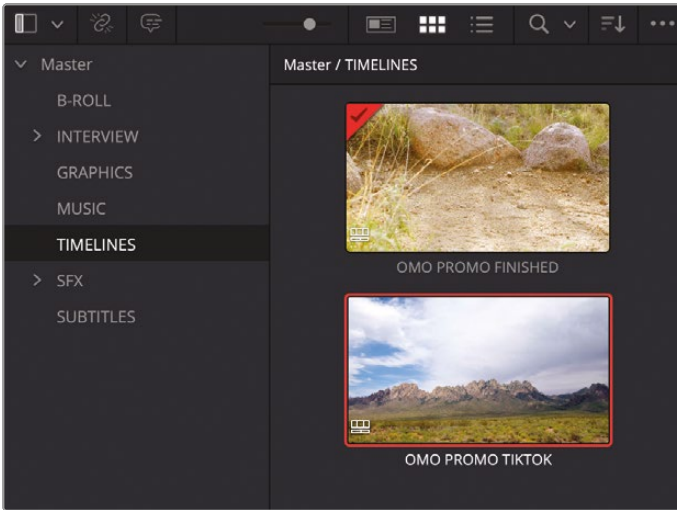 Master
B-ROLL
INTERVIEW
GRAPHICS
MUSIC
TIMELINES
SFX
SUBTITLES
Master / TIMELINES
OMO PROMO FINISHED
OMO PROMO TIKTOK